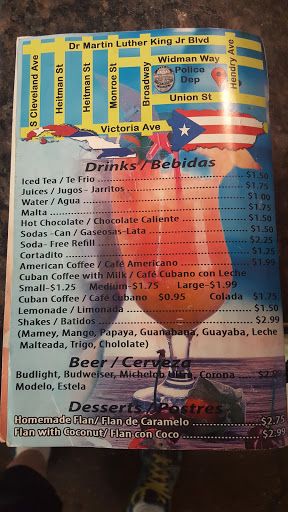 Dr Martin Luther King Jr Blvd
Widman Way
Hendry Ave
S Cleveland Ave
Heitman St
Heitman St
Monroe St
Broadway
Police
Dep
Union St
Victoria Ave
Drinks / Bebidas
Iced Tea / Te Frio $1.50
Juices / Jugos - Jarritos $1.75
Water / Agua $1.00
Malta $1.75
Hot Chocolate / Chocolate Caliente $1.50
Sodas - Can / Gaseosas-Lata $1.50
Soda- Free Refill $2.25
Cortadito $1.25
American Coffee / Café Americano $1.99
Cuban Coffee with Milk / Café Cubano con Leche
Small-$1.25 Medium-$1.75 Large-$1.99
Cuban Coffee / Café Cubano $0.95 Colada $1.75
Lemonade / Limonada $1.50
Shakes / Batidos $2.99
(Mamey, Mango, Papaya, Guanabana, Guayaba, Leche
Malteada, Trigo, Chololate)
Beer / Cerveza
Budlight, Budweiser, Michelob Ultra, Corona
Modelo, Estela
Desserts / Postres
Homemade Flan/ Flan de Caramelo $2.75
Flan with Coconut/ Flan con Coco $2.99